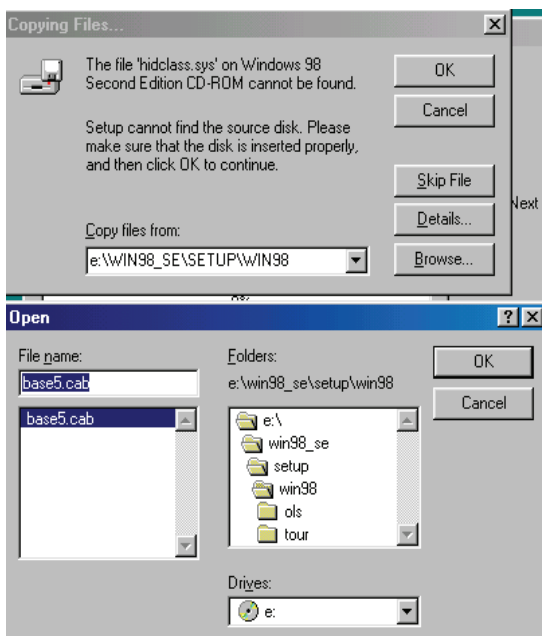 Copying Files...
The file 'hidclass.sys' on Windows 98
Second Edition CD-ROM cannot be found.
Setup cannot find the source disk. Please
make sure that the disk is inserted properly,
and then click OK to continue.
Copy files from:
e:\WIN98_SE\SETUP\WIN98
OK
Cancel
Skip File
Details...
Browse...
Next
Open
File name:
base5.cab
base5.cab
Folders:
e:\win98_se\setup\win98
e:\
win98_se
setup
win98
ols
tour
Drives:
e:
OK
Cancel